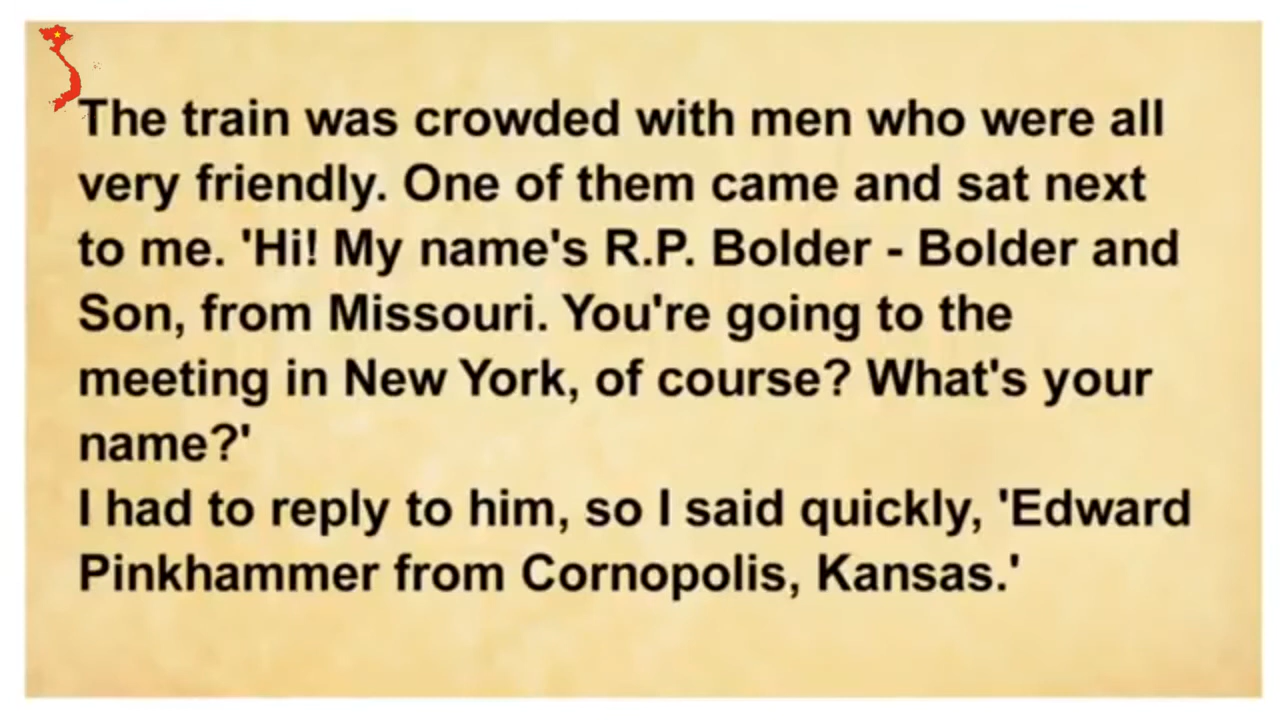 The train was crowded with men who were all
very friendly. One of them came and sat next
to me. 'Hi! My name's R.P. Bolder - Bolder and
Son, from Missouri. You're going to the
meeting in New York, of course? What's your
name?'
I had to reply to him, so I said quickly, 'Edward
Pinkhammer from Cornopolis, Kansas.'